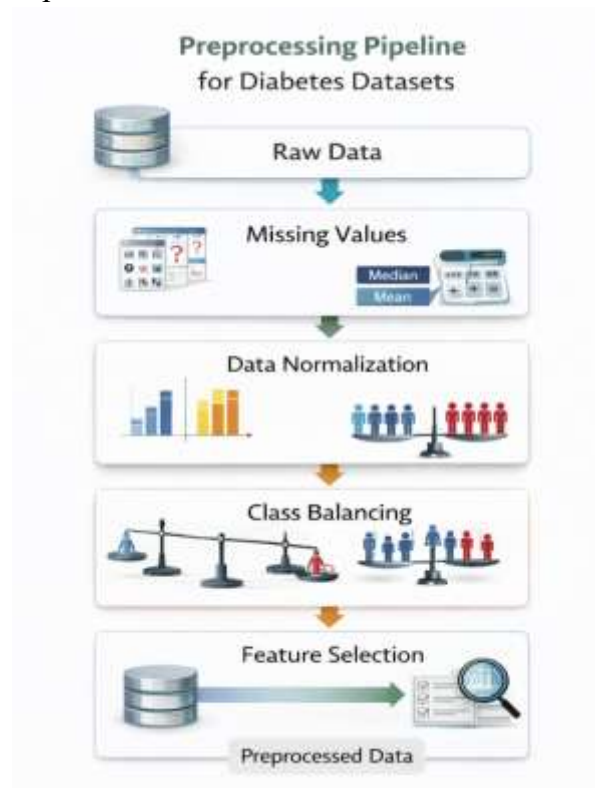 Preprocessing Pipeline
for Diabetes Datasets
Raw Data
Missing Values
? ?
Median
Mean
Data Normalization
Class Balancing
Feature Selection
Preprocessed Data